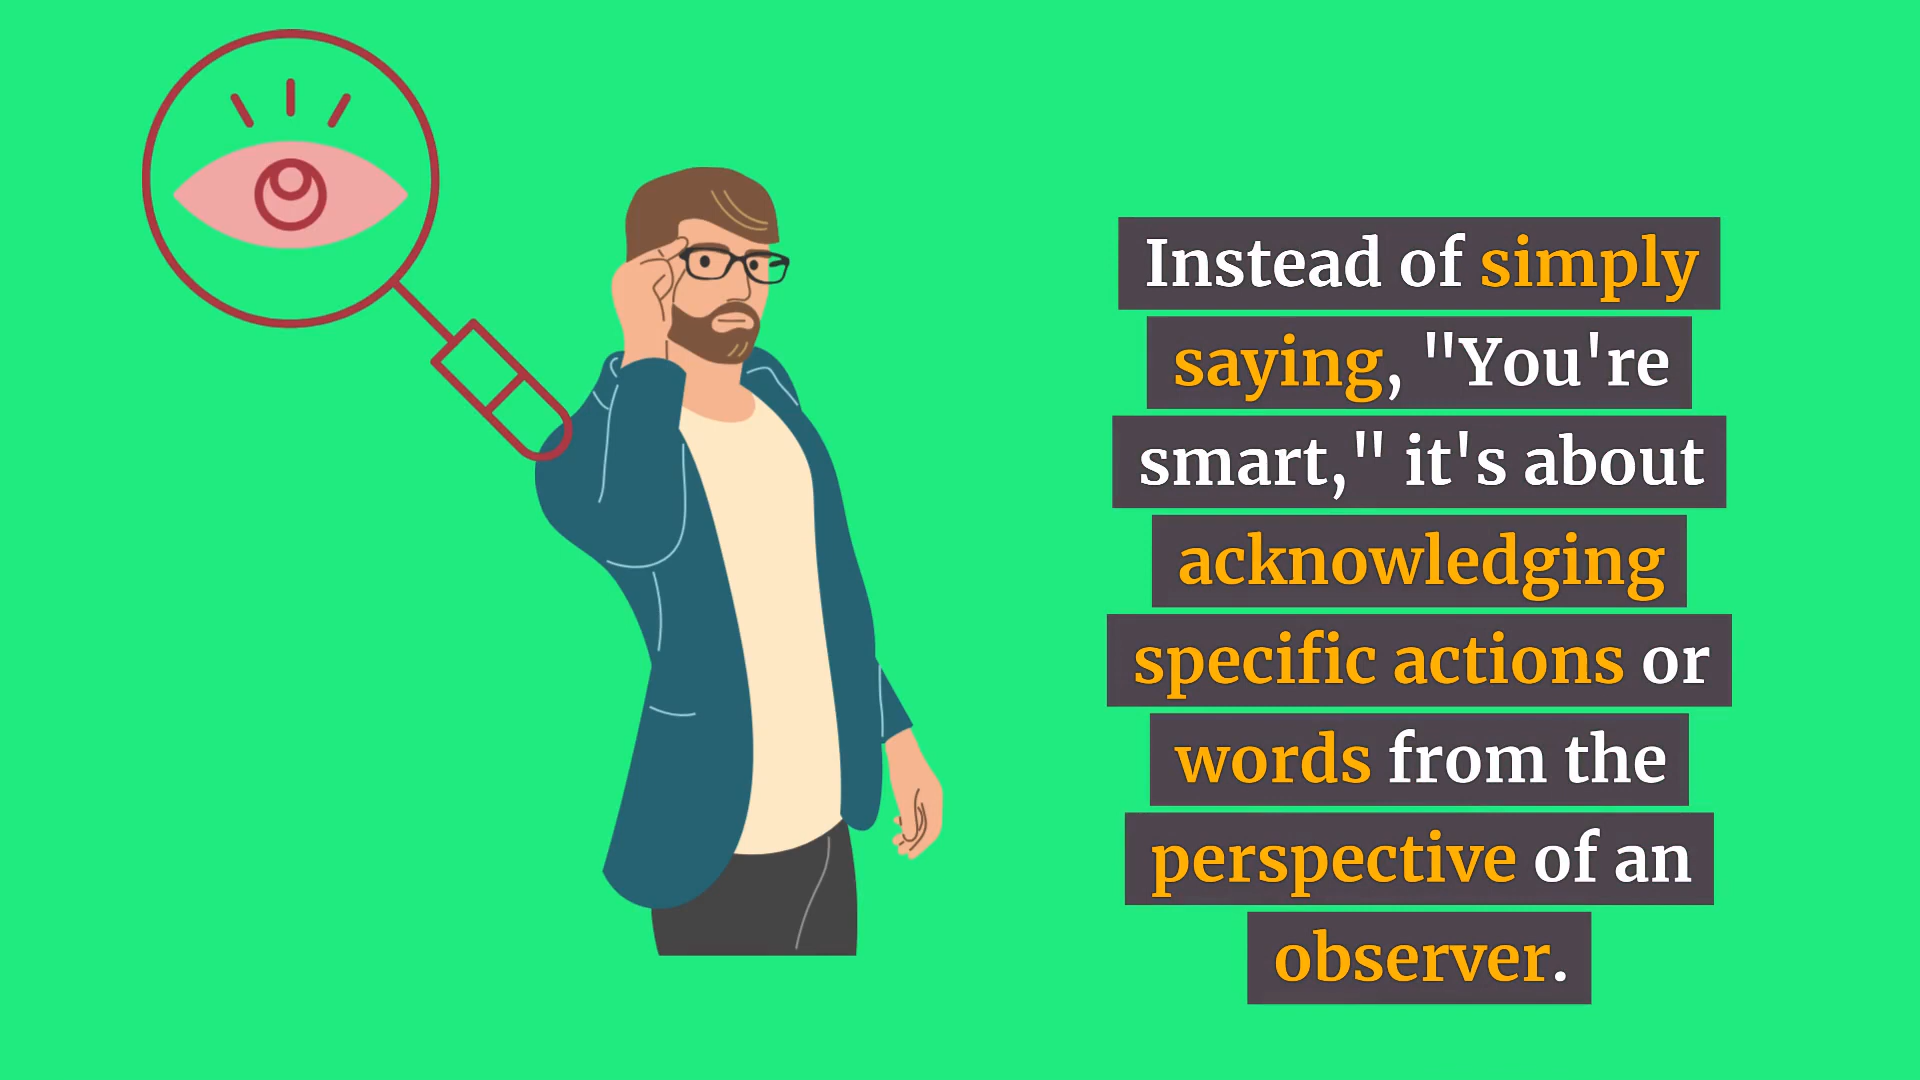 Instead of simply
saying, "You're
smart," it's about
acknowledging
specific actions or
words from the
perspective of an
observer.